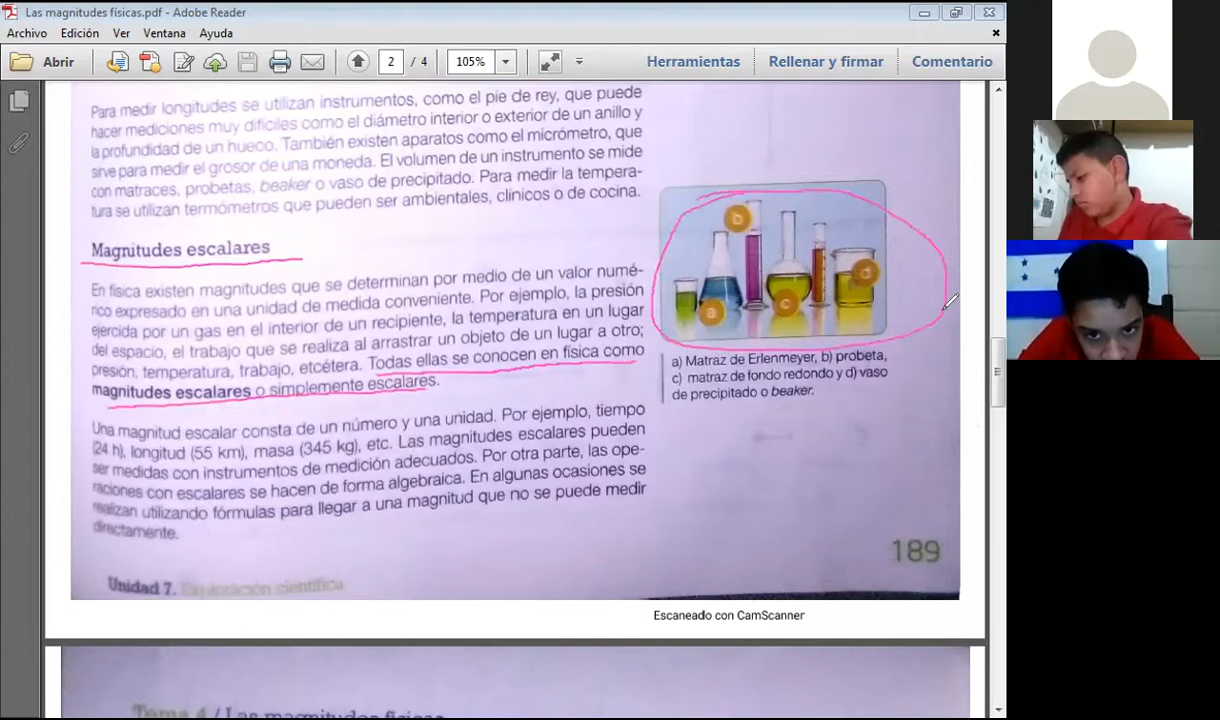 Las magnitudes físicas.pdf - Adobe Reader
Archivo Edición Ver Ventana Ayuda
Abrir 2 / 4 105% Herramientas Rellenar y firmar Comentario
Para medir longitudes se utilizan instrumentos, como el pie de rey, que puede
hacer mediciones muy difíciles como el diámetro interior o exterior de un anillo y
la profundidad de un hueco. También existen aparatos como el micrómetro, que
sirve para medir el grosor de una moneda. El volumen de un instrumento se mide
con matraces, probetas, beaker o vaso de precipitado. Para medir la tempera-
tura se utilizan termómetros que pueden ser ambientales, clínicos o de cocina.
Magnitudes escalares
En física existen magnitudes que se determinan por medio de un valor numé-
rico expresado en una unidad de medida conveniente. Por ejemplo, la presión
ejercida por un gas en el interior de un recipiente, la temperatura en un lugar
del espacio, el trabajo que se realiza al arrastrar un objeto de un lugar a otro;
presión, temperatura, trabajo, etcétera. Todas ellas se conocen en física como
magnitudes escalares o simplemente escalares.
Una magnitud escalar consta de un número y una unidad. Por ejemplo, tiempo
(24 h), longitud (55 km), masa (345 kg), etc. Las magnitudes escalares pueden
ser medidas con instrumentos de medición adecuados. Por otra parte, las ope-
raciones con escalares se hacen de forma algebraica. En algunas ocasiones se
realizan utilizando fórmulas para llegar a una magnitud que no se puede medir
directamente.
b
a
c
d
a) Matraz de Erlenmeyer, b) probeta,
c) matraz de fondo redondo y d) vaso
de precipitado o beaker.
189
Unidad 7. Exploración científica
Escaneado con CamScanner
Tema 4 / Las magnitudes físicas